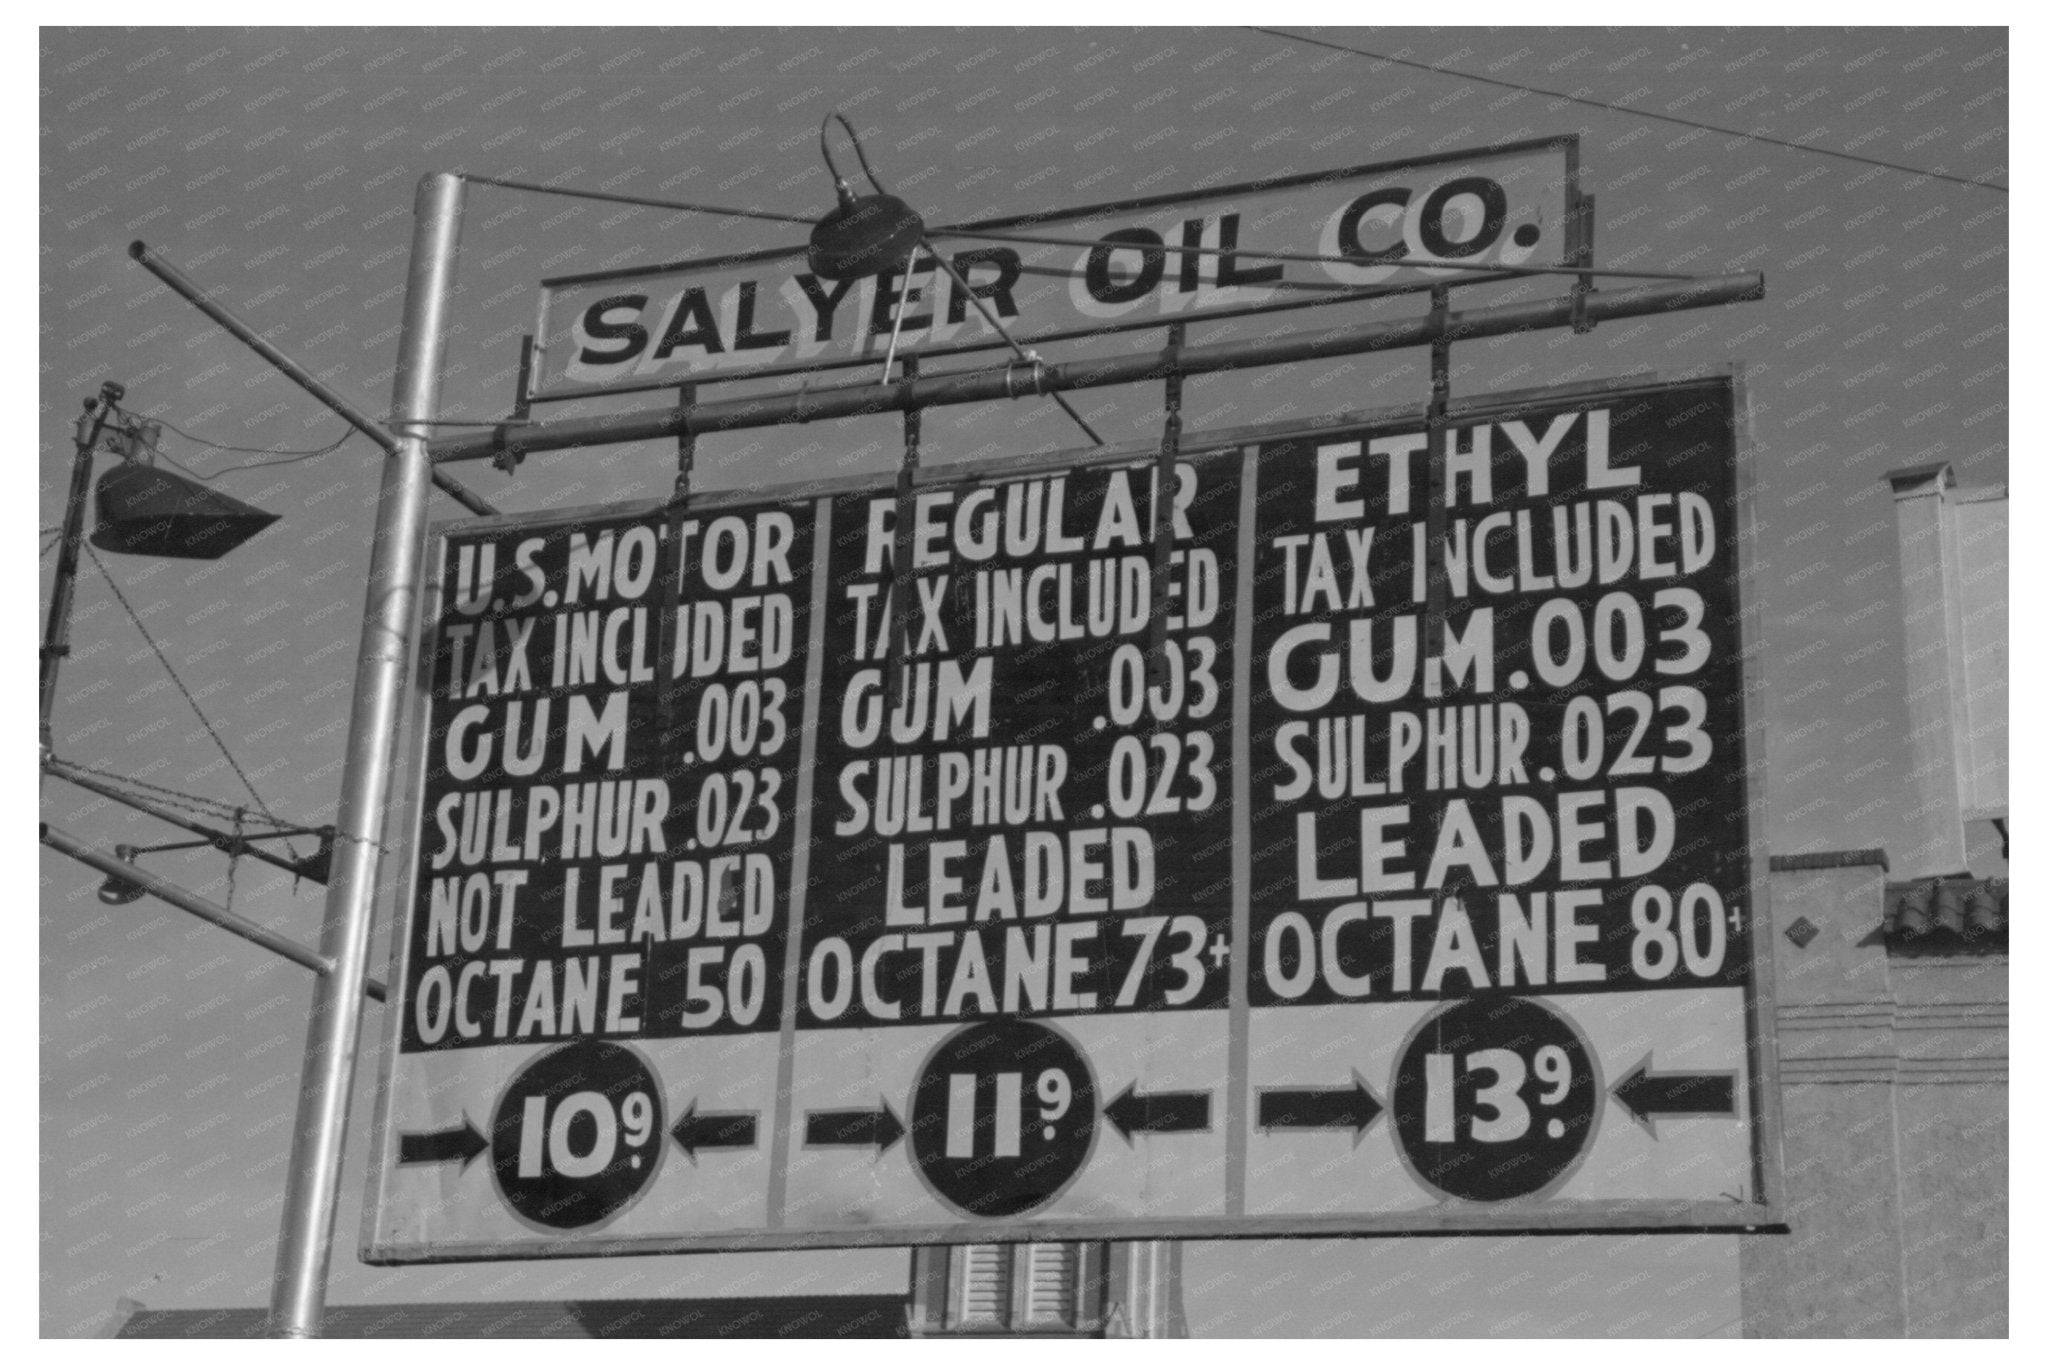 SALYER OIL CO.
U.S. MOTOR
TAX INCLUDED
GUM .003
SULPHUR .023
NOT LEADED
OCTANE 50
10⁹.
REGULAR
TAX INCLUDED
GUM .003
SULPHUR .023
LEADED
OCTANE 73+
11⁹.
ETHYL
TAX INCLUDED
GUM .003
SULPHUR .023
LEADED
OCTANE 80+
13⁹.
KNOWOL